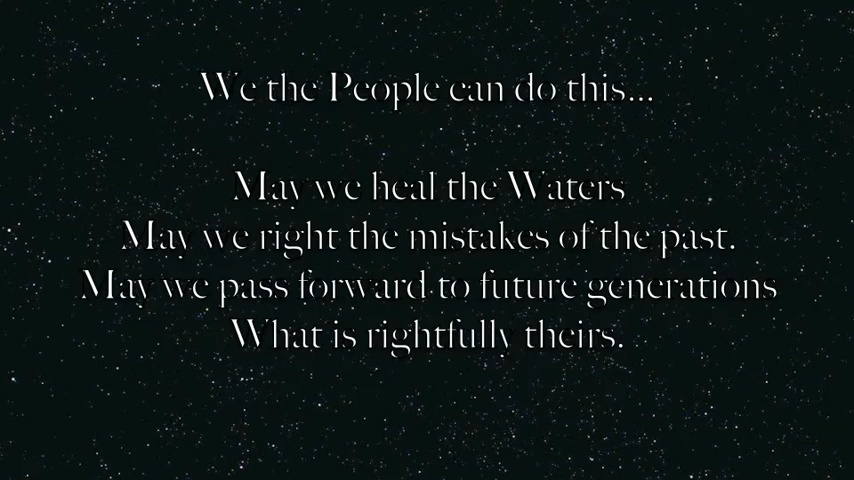 We the People can do this...
May we heal the Waters
May we right the mistakes of the past.
May we pass forward to future generations
What is rightfully theirs.